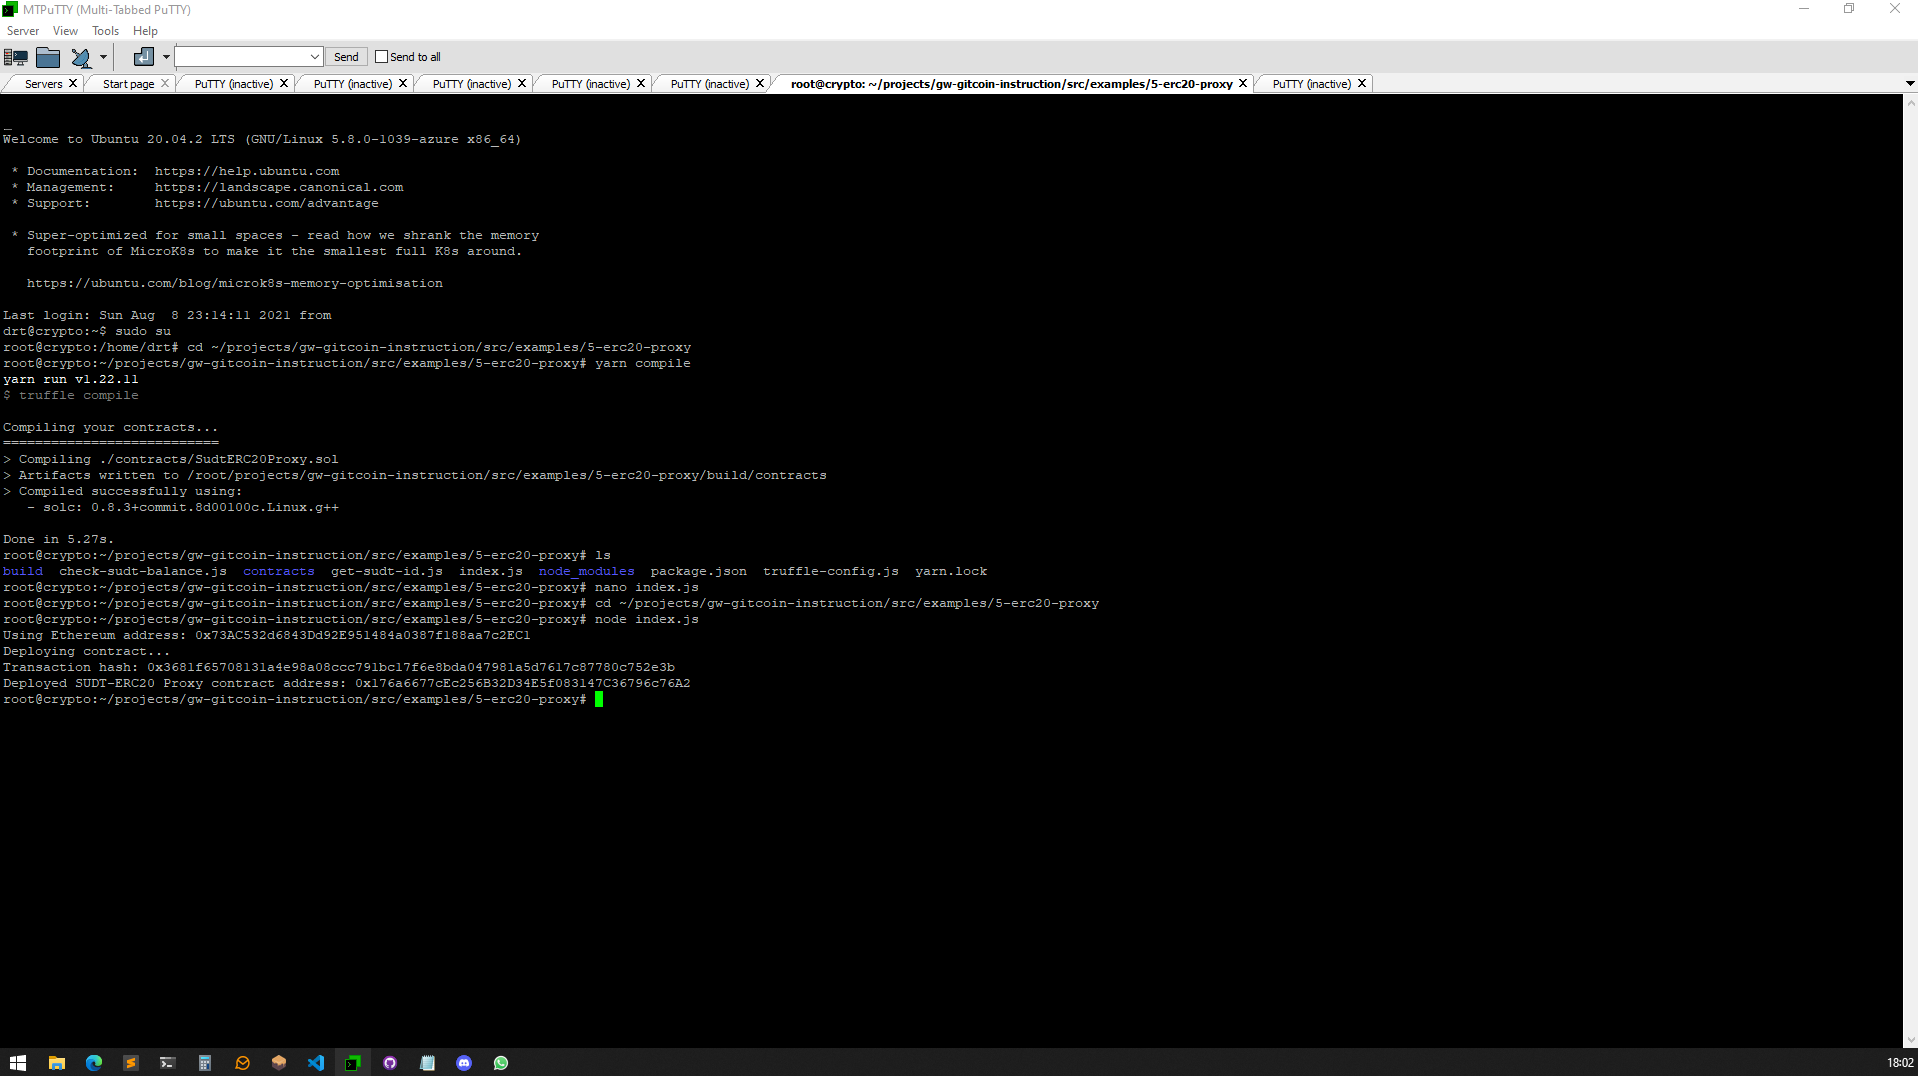 MTPuTTY (Multi-Tabbed PuTTY)
Server View Tools Help
Send Send to all
Servers Start page PuTTY (inactive) PuTTY (inactive) PuTTY (inactive) PuTTY (inactive) PuTTY (inactive) root@crypto: ~/projects/gw-gitcoin-instruction/src/examples/5-erc20-proxy PuTTY (inactive)
Welcome to Ubuntu 20.04.2 LTS (GNU/Linux 5.8.0-1039-azure x86_64)
* Documentation: https://help.ubuntu.com
* Management: https://landscape.canonical.com
* Support: https://ubuntu.com/advantage
* Super-optimized for small spaces - read how we shrank the memory
footprint of MicroK8s to make it the smallest full K8s around.
https://ubuntu.com/blog/microk8s-memory-optimisation
Last login: Sun Aug 8 23:14:11 2021 from
drt@crypto:~$ sudo su
root@crypto:/home/drt# cd ~/projects/gw-gitcoin-instruction/src/examples/5-erc20-proxy
root@crypto:~/projects/gw-gitcoin-instruction/src/examples/5-erc20-proxy# yarn compile
yarn run v1.22.11
$ truffle compile
Compiling your contracts...
===========================
> Compiling ./contracts/SudtERC20Proxy.sol
> Artifacts written to /root/projects/gw-gitcoin-instruction/src/examples/5-erc20-proxy/build/contracts
> Compiled successfully using:
- solc: 0.8.3+commit.8d00100c.Linux.g++
Done in 5.27s.
root@crypto:~/projects/gw-gitcoin-instruction/src/examples/5-erc20-proxy# ls
build check-sudt-balance.js contracts get-sudt-id.js index.js node_modules package.json truffle-config.js yarn.lock
root@crypto:~/projects/gw-gitcoin-instruction/src/examples/5-erc20-proxy# nano index.js
root@crypto:~/projects/gw-gitcoin-instruction/src/examples/5-erc20-proxy# cd ~/projects/gw-gitcoin-instruction/src/examples/5-erc20-proxy
root@crypto:~/projects/gw-gitcoin-instruction/src/examples/5-erc20-proxy# node index.js
Using Ethereum address: 0x73AC532d6843Dd92E951484a0387f188aa7c2EC1
Deploying contract...
Transaction hash: 0x3681f65708131a4e98a08ccc791bc17f6e8bda047981a5d7617c87780c752e3b
Deployed SUDT-ERC20 Proxy contract address: 0x176a6677cEc256B32D34E5f083147C36796c76A2
root@crypto:~/projects/gw-gitcoin-instruction/src/examples/5-erc20-proxy#
18:02